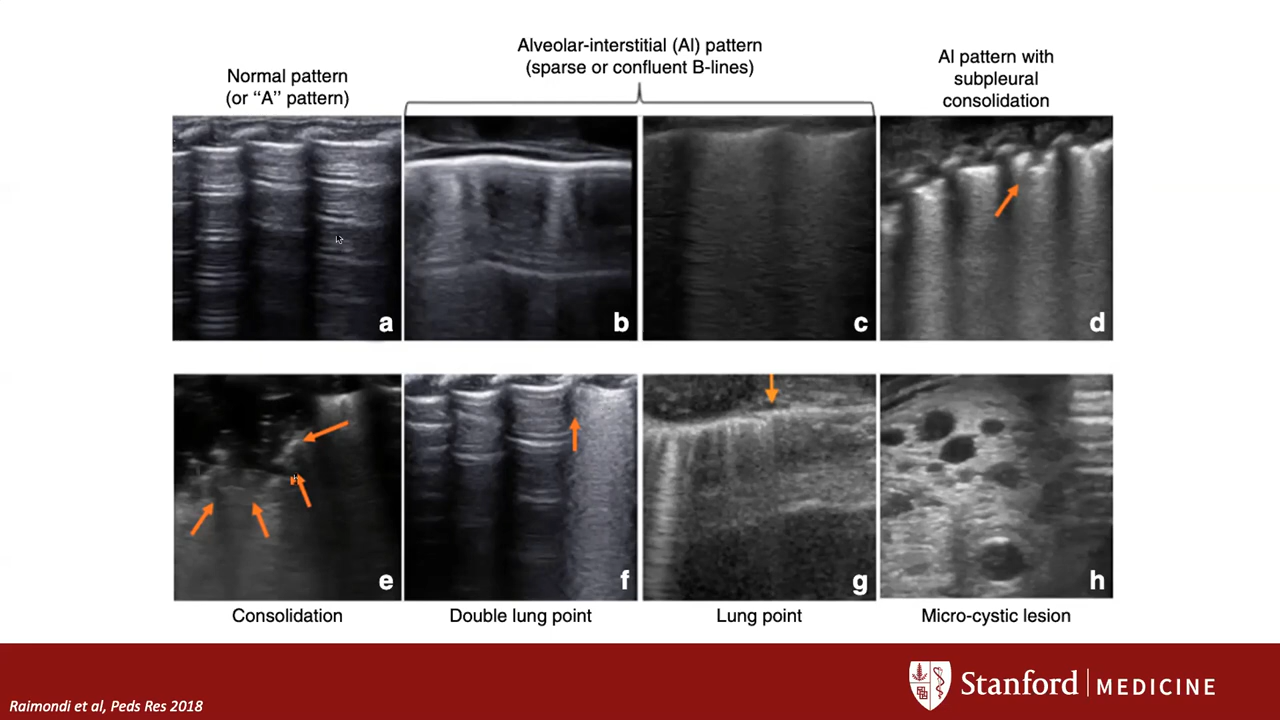 Alveolar-interstitial (AI) pattern
(sparse or confluent B-lines)
Normal pattern
(or “A” pattern)
AI pattern with
subpleural
consolidation
a
b
c
d
e
f
g
h
Consolidation
Double lung point
Lung point
Micro-cystic lesion
Raimondi et al, Peds Res 2018
Stanford MEDICINE